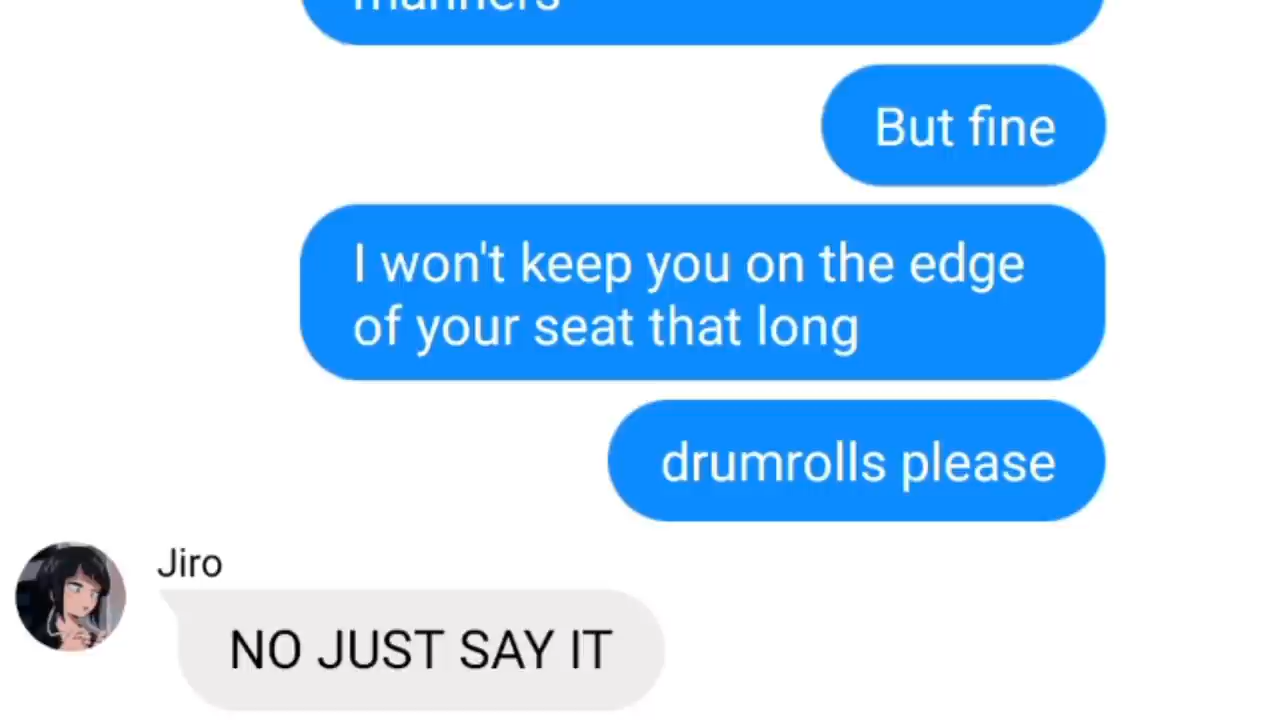 manners
But fine
I won't keep you on the edge
of your seat that long
drumrolls please
Jiro
NO JUST SAY IT